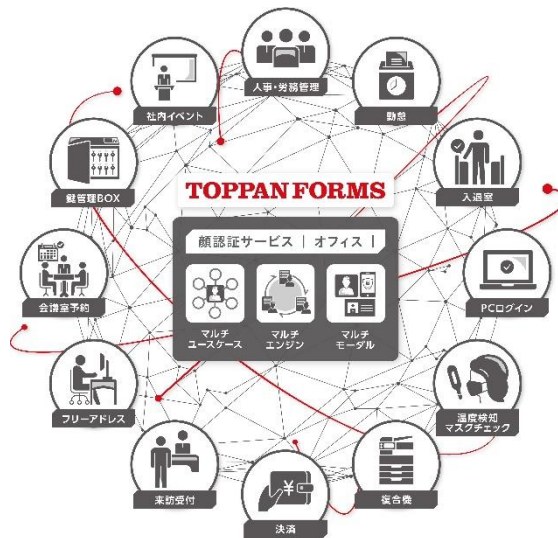 人事・労務管理
勤怠
入退室
PCログイン
温度検知
マスクチェック
複合機
決済
来訪受付
フリーアドレス
会議室予約
鍵管理BOX
社内イベント
TOPPAN FORMS
顔認証サービス | オフィス |
マルチ
ユースケース
マルチ
エンジン
マルチ
モーダル
¥